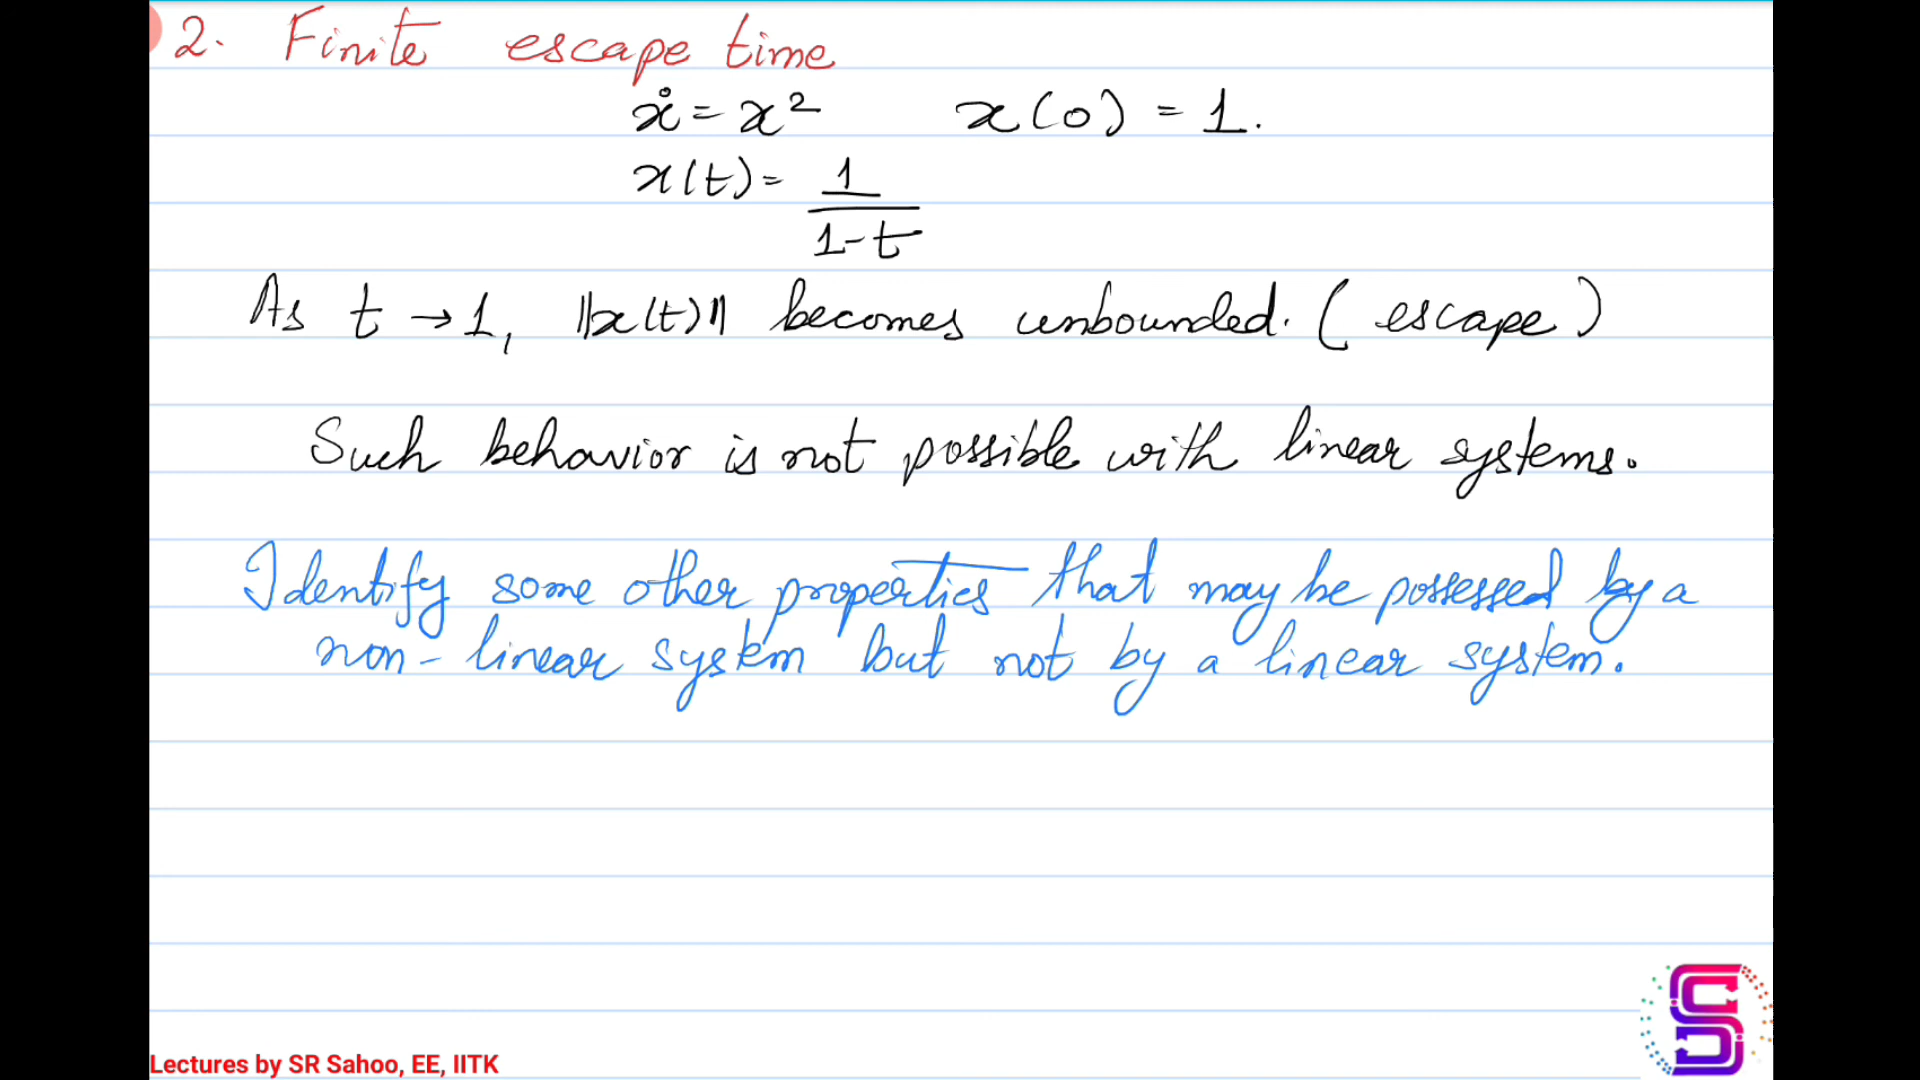 2. Finite escape time
ẋ = x² x(0) = 1.
x(t) = 1/(1-t)
As t → 1, ||x(t)|| becomes unbounded. (escape)
Such behavior is not possible with linear systems.
Identify some other properties that may be possessed by a
non-linear system but not by a linear system.
Lectures by SR Sahoo, EE, IITK